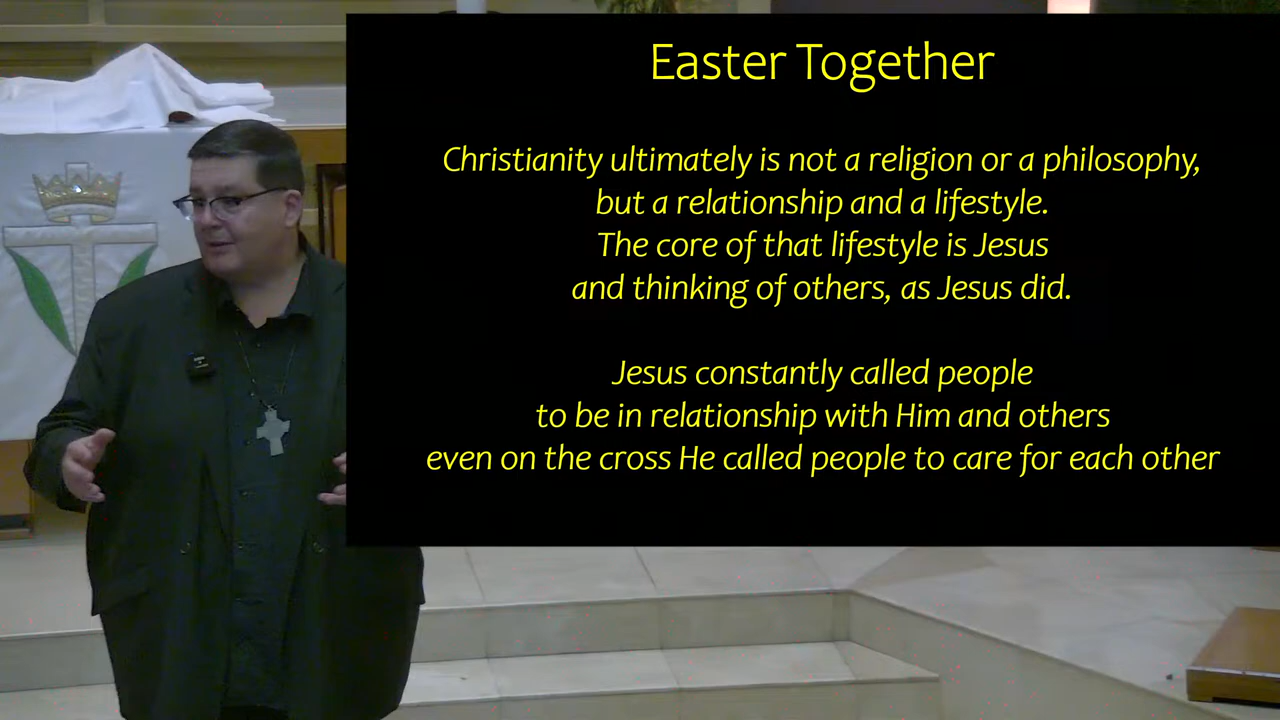 Easter Together
Christianity ultimately is not a religion or a philosophy,
but a relationship and a lifestyle.
The core of that lifestyle is Jesus
and thinking of others, as Jesus did.
Jesus constantly called people
to be in relationship with Him and others
even on the cross He called people to care for each other